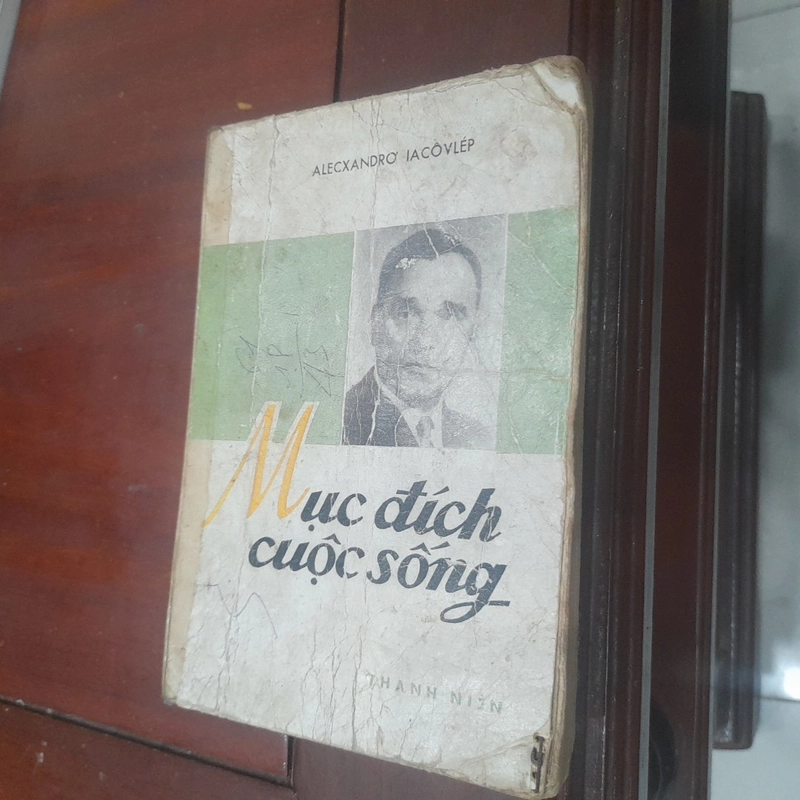 ALECXANDRƠ IACÔVLÉP
Mục đích
cuộc sống
THANH NIÊN